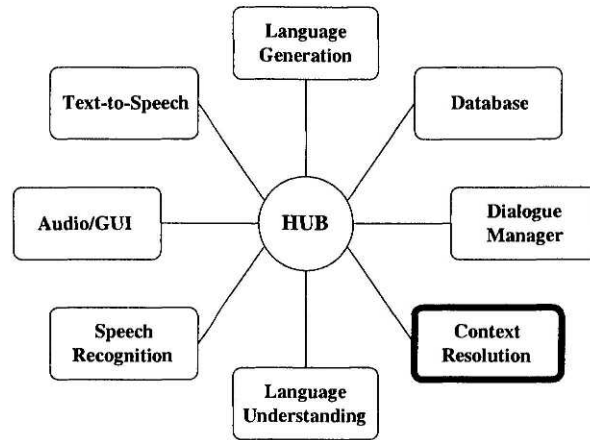 Language
Generation
Text-to-Speech
Database
Audio/GUI
HUB
Dialogue
Manager
Speech
Recognition
Context
Resolution
Language
Understanding